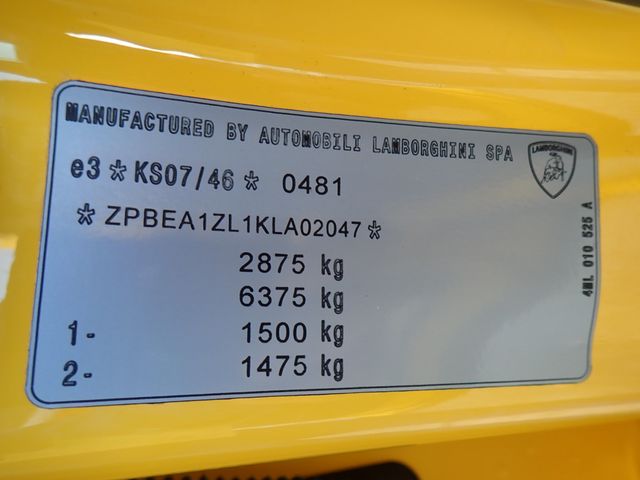 MANUFACTURED BY AUTOMOBILI LAMBORGHINI SPA
LAMBORGHINI
e3*KS07/46* 0481
*ZPBEA1ZL1KLA02047*
2875 kg
6375 kg
1- 1500 kg
2- 1475 kg
4ML 010 525 A